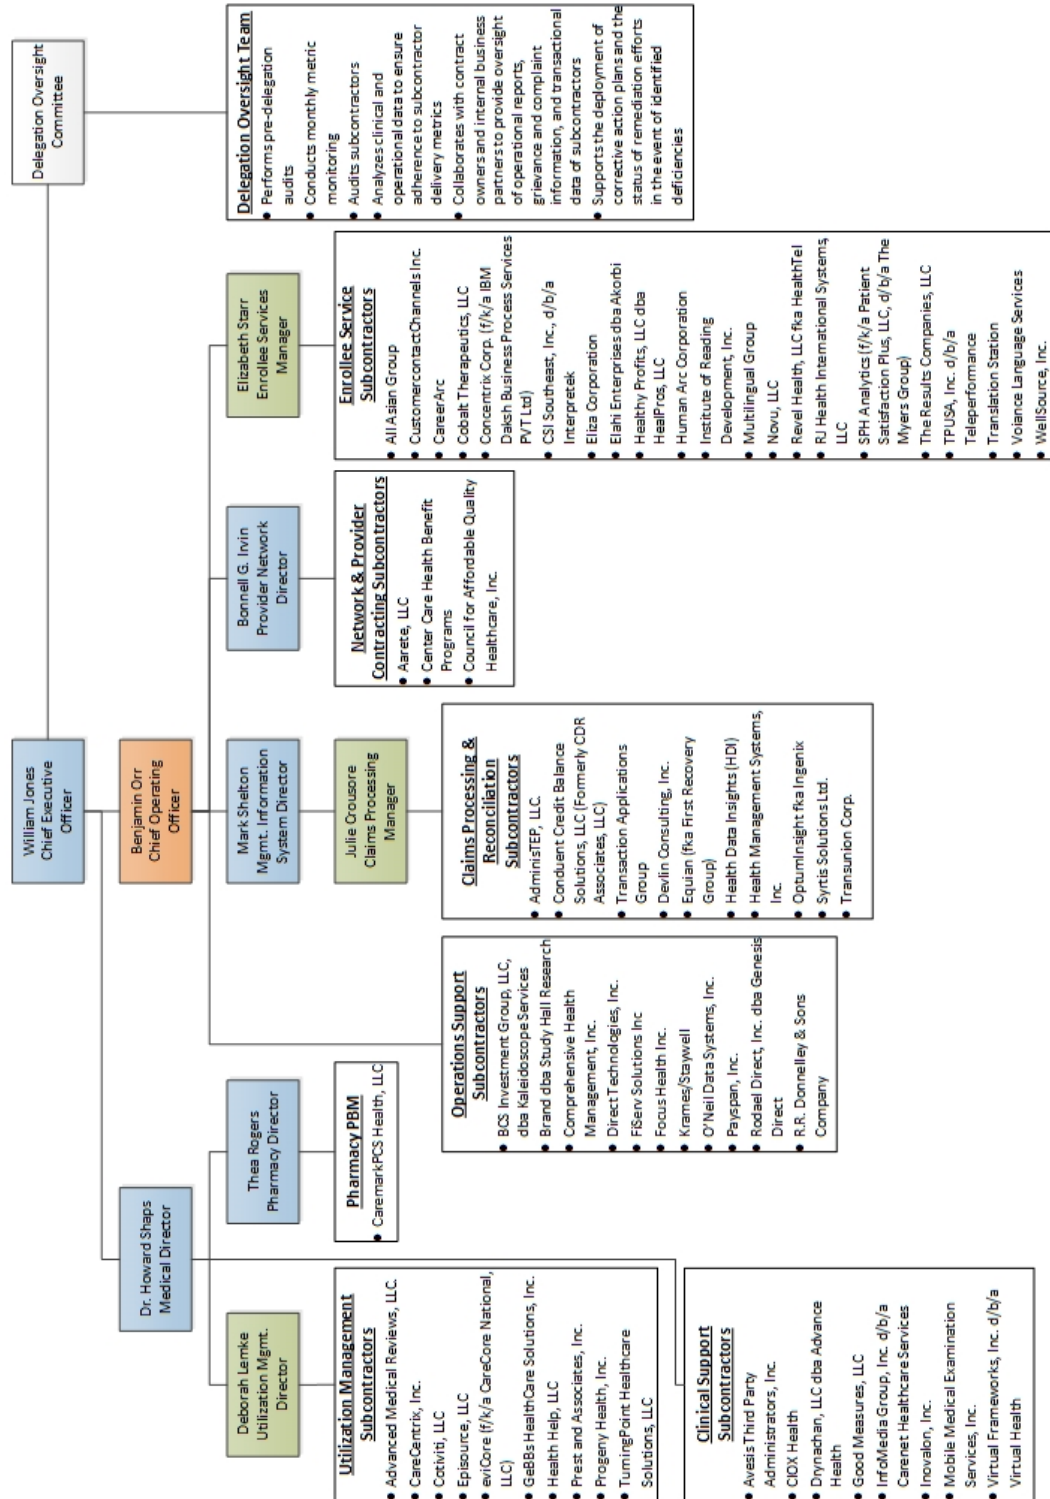 William Jones
Chief Executive
Officer
Delegation Oversight
Committee
Dr. Howard Shaps
Medical Director
Benjamin Orr
Chief Operating
Officer
Deborah Lemke
Utilization Mgmt.
Director
Thea Rogers
Pharmacy Director
Mark Shelton
Mgmt. Information
System Director
Bonnell G. Irvin
Provider Network
Director
Elizabeth Starr
Enrollee Services
Manager
Julie Crousore
Claims Processing
Manager
Utilization Management
Subcontractors
• Advanced Medical Reviews, LLC.
• CareCentrix, Inc.
• Cotiviti, LLC
• Episource, LLC
• eviCore (f/k/a CareCore National,
LLC)
• GeBBs HealthCare Solutions, Inc.
• Health Help, LLC
• Prest and Associates, Inc.
• Progeny Health, Inc.
• TurningPoint Healthcare
Solutions, LLC
Clinical Support
Subcontractors
• Avesis Third Party
Administrators, Inc.
• CIOX Health
• Drynachan, LLC dba Advance
Health
• Good Measures, LLC
• InfoMedia Group, Inc. d/b/a
Carenet Healthcare Services
• Inovalon, Inc.
• Mobile Medical Examination
Services, Inc.
• Virtual Frameworks, Inc. d/b/a
Virtual Health
Pharmacy PBM
• CaremarkPCS Health, LLC
Operations Support
Subcontractors
• BCS Investment Group, LLC,
dba Kaleidoscope Services
• Brand dba Study Hall Research
• Comprehensive Health
Management, Inc.
• Direct Technologies, Inc.
• FiServ Solutions Inc
• Focus Health Inc.
• Krames/Staywell
• O'Neil Data Systems, Inc.
• Payspan, Inc.
• Rodael Direct, Inc. dba Genesis
Direct
• R.R. Donnelley & Sons
Company
Claims Processing &
Reconciliation
Subcontractors
• AdminisTEP, LLC.
• Conduent Credit Balance
Solutions, LLC (Formerly CDR
Associates, LLC)
• Transaction Applications
Group
• Devlin Consulting, Inc.
• Equian (fka First Recovery
Group)
• Health Data Insights (HDI)
• Health Management Systems,
Inc.
• OptumInsight fka Ingenix
• Syrtis Solutions Ltd.
• Transunion Corp.
Network & Provider
Contracting Subcontractors
• Aarete, LLC
• Center Care Health Benefit
Programs
• Council for Affordable Quality
Healthcare, Inc.
Enrollee Service
Subcontractors
• All Asian Group
• CustomercontactChannels Inc.
• CareerArc
• Cobalt Therapeutics, LLC
• Concentrix Corp. (f/k/a IBM
Daksh Business Process Services
PVT Ltd)
• CSI Southeast, Inc., d/b/a
Interpretek
• Eliza Corporation
• Elahi Enterprises dba Akorbi
• Healthy Profits, LLC dba
HealPros, LLC
• Human Arc Corporation
• Institute of Reading
Development, Inc.
• Multilingual Group
• Novu, LLC
• Revel Health, LLC fka HealthTel
• RJ Health International Systems,
LLC
• SPH Analytics (f/k/a Patient
Satisfaction Plus, LLC, d/b/a The
Myers Group)
• The Results Companies, LLC
• TPUSA, Inc. d/b/a
Teleperformance
• Translation Station
• Voiance Language Services
• WellSource, Inc.
Delegation Oversight Team
• Performs pre-delegation
audits
• Conducts monthly metric
monitoring
• Audits subcontractors
• Analyzes clinical and
operational data to ensure
adherence to subcontractor
delivery metrics
• Collaborates with contract
owners and internal business
partners to provide oversight
of operational reports,
grievance and complaint
information, and transactional
data of subcontractors
• Supports the deployment of
corrective action plans and the
status of remediation efforts
in the event of identified
deficiencies